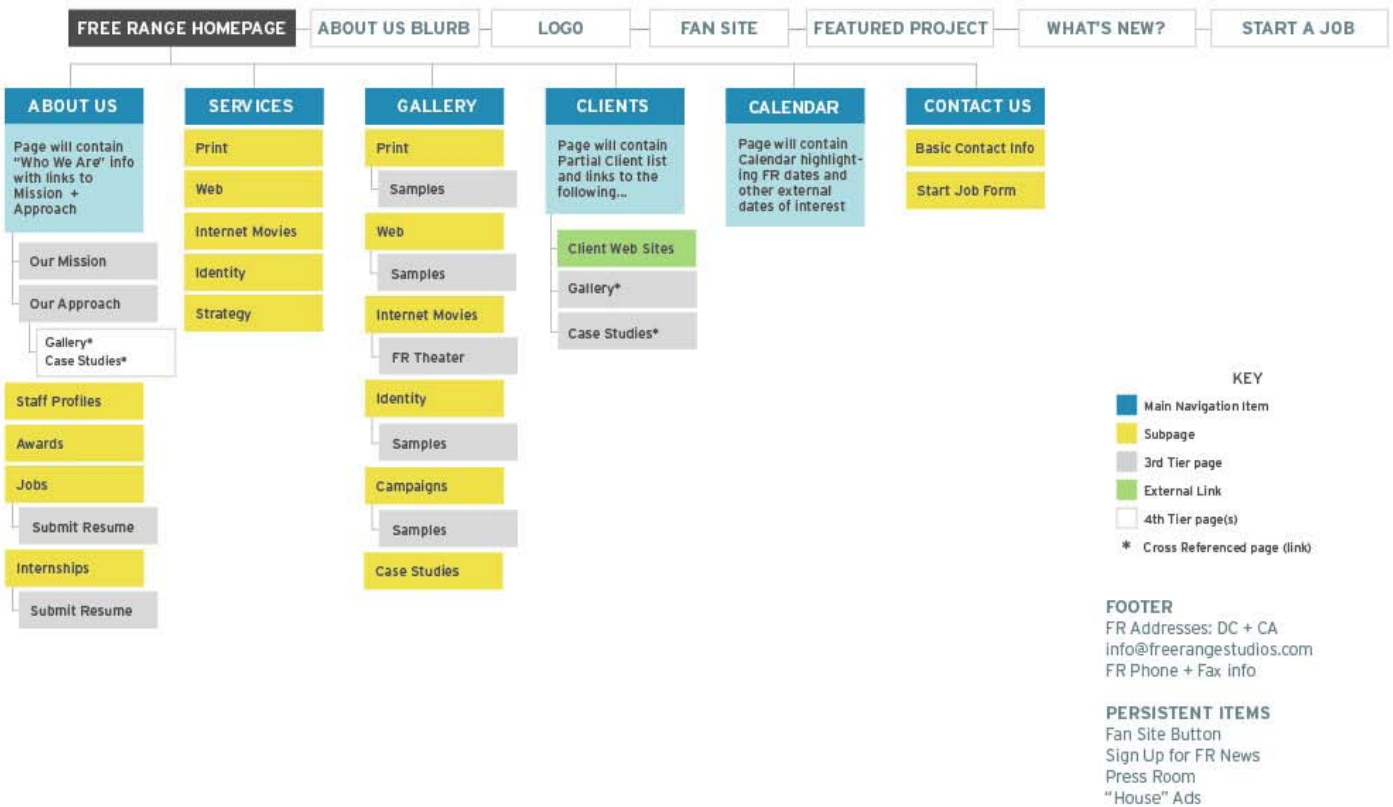 FREE RANGE HOMEPAGE
ABOUT US BLURB
LOGO
FAN SITE
FEATURED PROJECT
WHAT'S NEW?
START A JOB
ABOUT US
Page will contain
"Who We Are" info
with links to
Mission +
Approach
Our Mission
Our Approach
Gallery*
Case Studies*
Staff Profiles
Awards
Jobs
Submit Resume
Internships
Submit Resume
SERVICES
Print
Web
Internet Movies
Identity
Strategy
GALLERY
Print
Samples
Web
Samples
Internet Movies
FR Theater
Identity
Samples
Campaigns
Samples
Case Studies
CLIENTS
Page will contain
Partial Client list
and links to the
following...
Client Web Sites
Gallery*
Case Studies*
CALENDAR
Page will contain
Calendar highlight-
ing FR dates and
other external
dates of interest
CONTACT US
Basic Contact Info
Start Job Form
KEY
Main Navigation Item
Subpage
3rd Tier page
External Link
4th Tier page(s)
* Cross Referenced page (link)
FOOTER
FR Addresses: DC + CA
info@freerangestudios.com
FR Phone + Fax info
PERSISTENT ITEMS
Fan Site Button
Sign Up for FR News
Press Room
"House" Ads